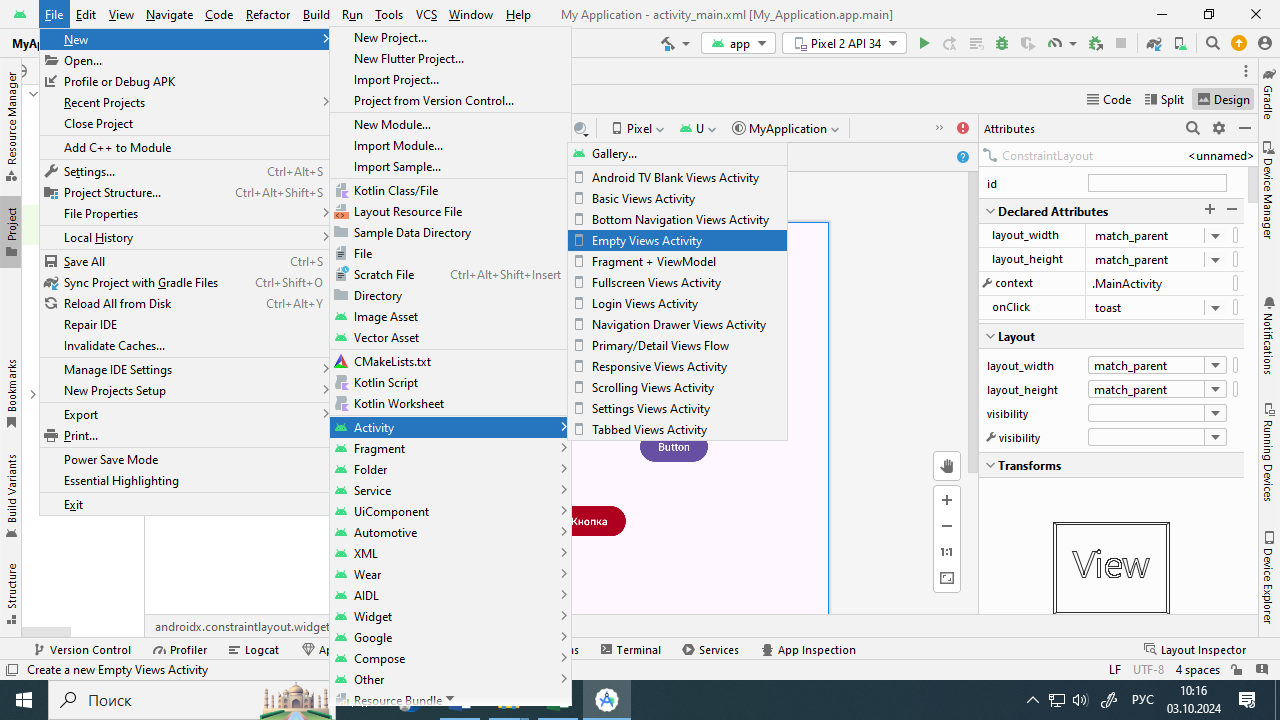 File Edit View Navigate Code Refactor Build Run Tools VCS Window Help My Application - activity_main.xml [My_Application.app.main]
MyAp
app
Pixel 2 API 34
New
Open...
Profile or Debug APK
Recent Projects
Close Project
Add C++ to Module
Settings... Ctrl+Alt+S
Project Structure... Ctrl+Alt+Shift+S
File Properties
Local History
Save All Ctrl+S
Sync Project with Gradle Files Ctrl+Shift+O
Reload All from Disk Ctrl+Alt+Y
Repair IDE
Invalidate Caches...
Manage IDE Settings
New Projects Setup
Export
Print...
Power Save Mode
Essential Highlighting
Exit
New Project...
New Flutter Project...
Import Project...
Project from Version Control...
New Module...
Import Module...
Import Sample...
Kotlin Class/File
Layout Resource File
Sample Data Directory
File
Scratch File Ctrl+Alt+Shift+Insert
Directory
Image Asset
Vector Asset
CMakeLists.txt
Kotlin Script
Kotlin Worksheet
Activity
Fragment
Folder
Service
UiComponent
Automotive
XML
Wear
AIDL
Widget
Google
Compose
Other
Resource Bundle
Gallery...
Android TV Blank Views Activity
Basic Views Activity
Bottom Navigation Views Activity
Empty Views Activity
Fragment + ViewModel
Fullscreen Views Activity
Login Views Activity
Navigation Drawer Views Activity
Primary/Detail Views Flow
Responsive Views Activity
Scrolling Views Activity
Settings Views Activity
Tabbed Views Activity
Code Split Design
Pixel U MyApplication
Button
Кнопка
1:1
Attributes
ConstraintLayout <unnamed>
id
Declared Attributes
layout_width match_parent
layout_height match_parent
context .MainActivity
onClick toast
Layout
layout_width match_parent
layout_height match_parent
visibility
visibility
Transforms
View
Resource Manager
Project
Bookmarks
Build Variants
Structure
Gradle
Device Manager
Notifications
Running Devices
Device Explorer
androidx.constraintlayout.widget
Version Control Profiler Logcat Ap ns Terminal Services App Inspection Layout Inspector
Create a new Empty Views Activity LF UTF-8 4 spaces
Поиск
РУС
10:16
03.10.2024